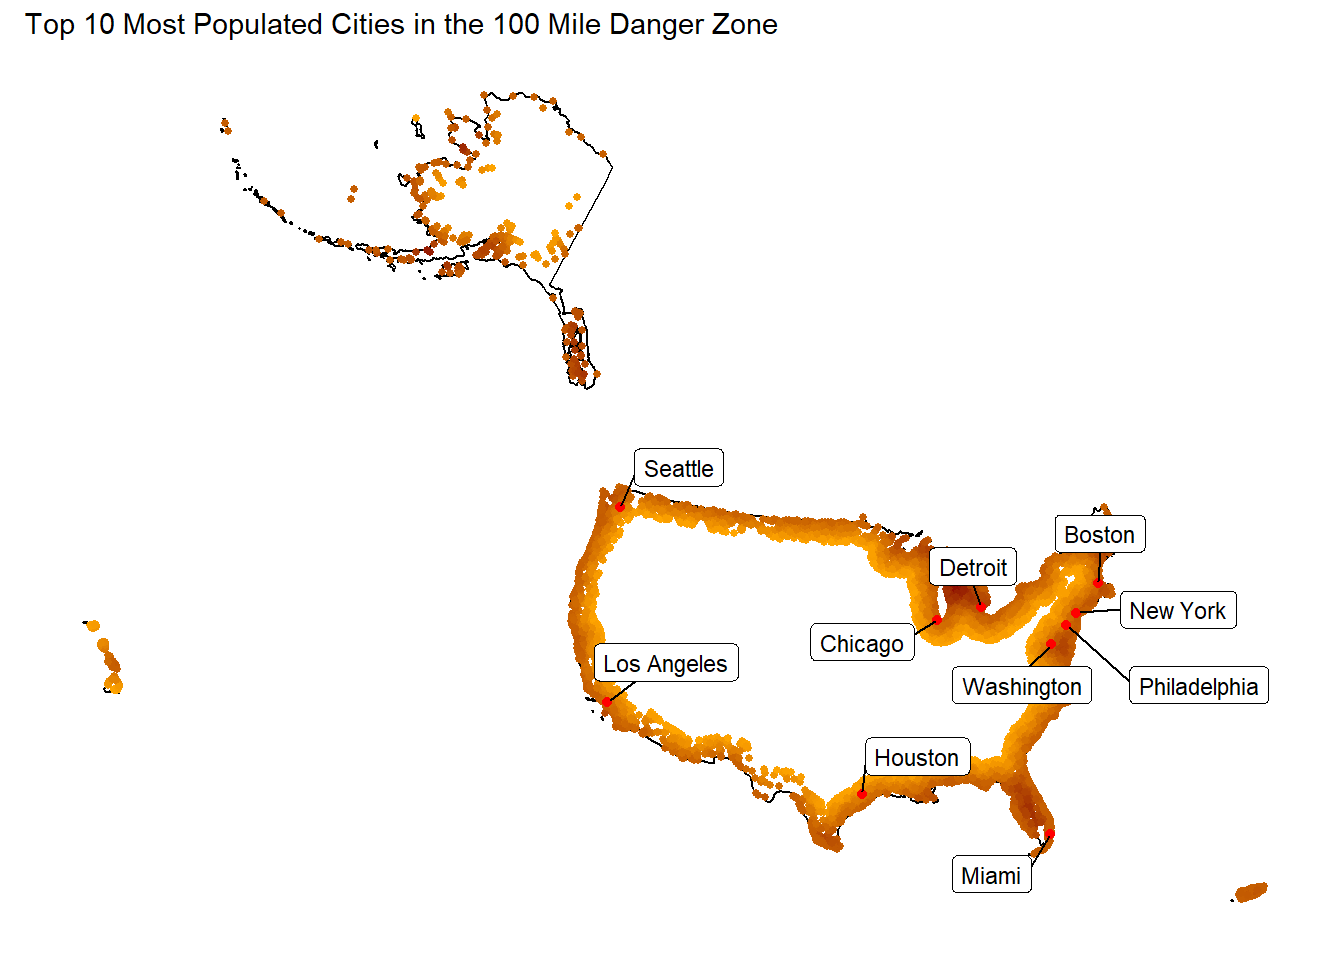 Top 10 Most Populated Cities in the 100 Mile Danger Zone
Seattle
Boston
Detroit
New York
Chicago
Los Angeles
Washington
Philadelphia
Houston
Miami